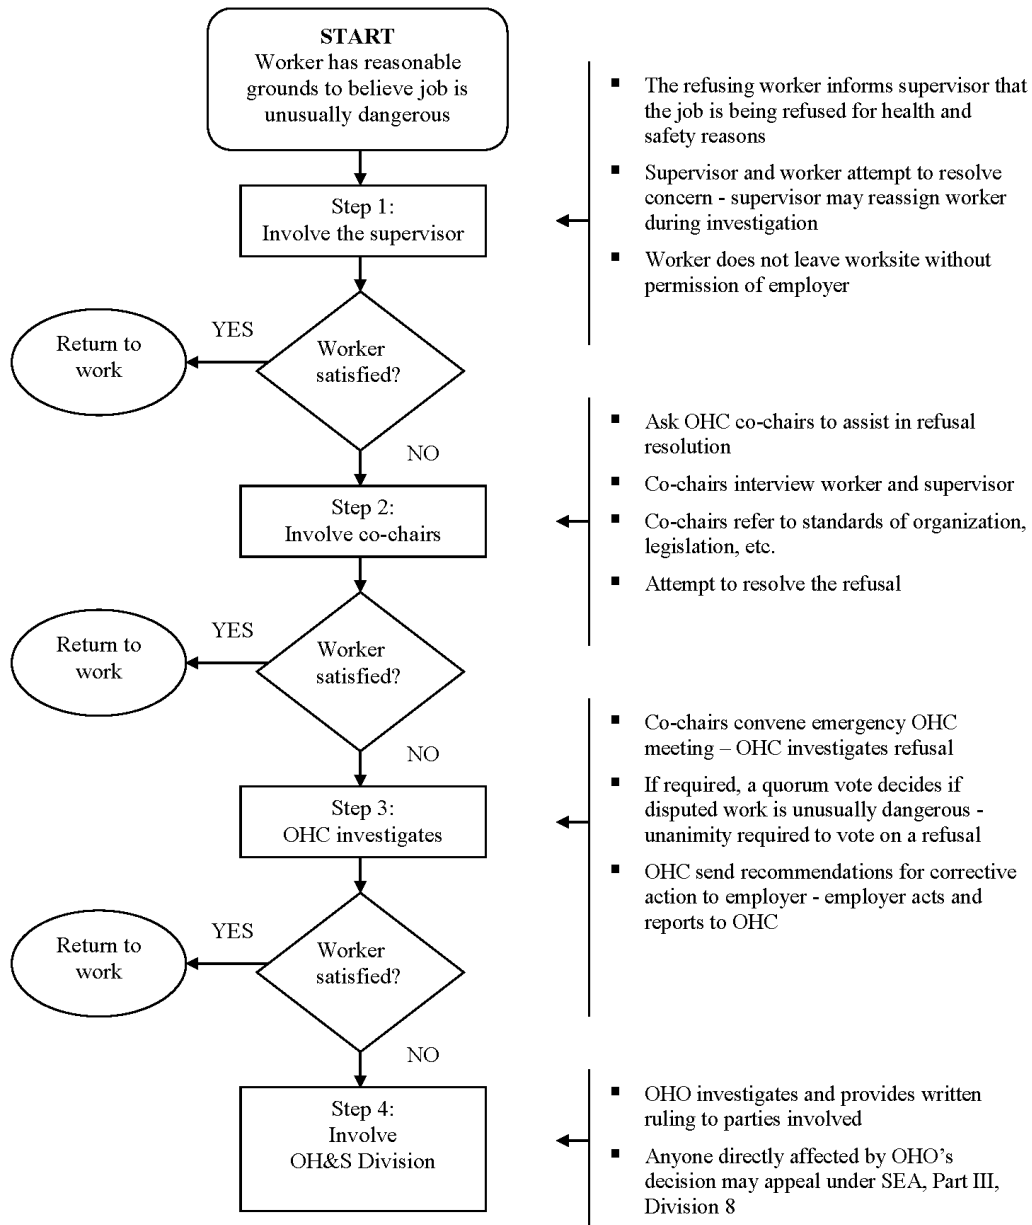 START
Worker has reasonable
grounds to believe job is
unusually dangerous
Step 1:
Involve the supervisor
▪ The refusing worker informs supervisor that
the job is being refused for health and
safety reasons
▪ Supervisor and worker attempt to resolve
concern - supervisor may reassign worker
during investigation
▪ Worker does not leave worksite without
permission of employer
Worker
satisfied?
YES
Return to
work
NO
Step 2:
Involve co-chairs
▪ Ask OHC co-chairs to assist in refusal
resolution
▪ Co-chairs interview worker and supervisor
▪ Co-chairs refer to standards of organization,
legislation, etc.
▪ Attempt to resolve the refusal
Worker
satisfied?
YES
Return to
work
NO
Step 3:
OHC investigates
▪ Co-chairs convene emergency OHC
meeting – OHC investigates refusal
▪ If required, a quorum vote decides if
disputed work is unusually dangerous -
unanimity required to vote on a refusal
▪ OHC send recommendations for corrective
action to employer - employer acts and
reports to OHC
Worker
satisfied?
YES
Return to
work
NO
Step 4:
Involve
OH&S Division
▪ OHO investigates and provides written
ruling to parties involved
▪ Anyone directly affected by OHO’s
decision may appeal under SEA, Part III,
Division 8